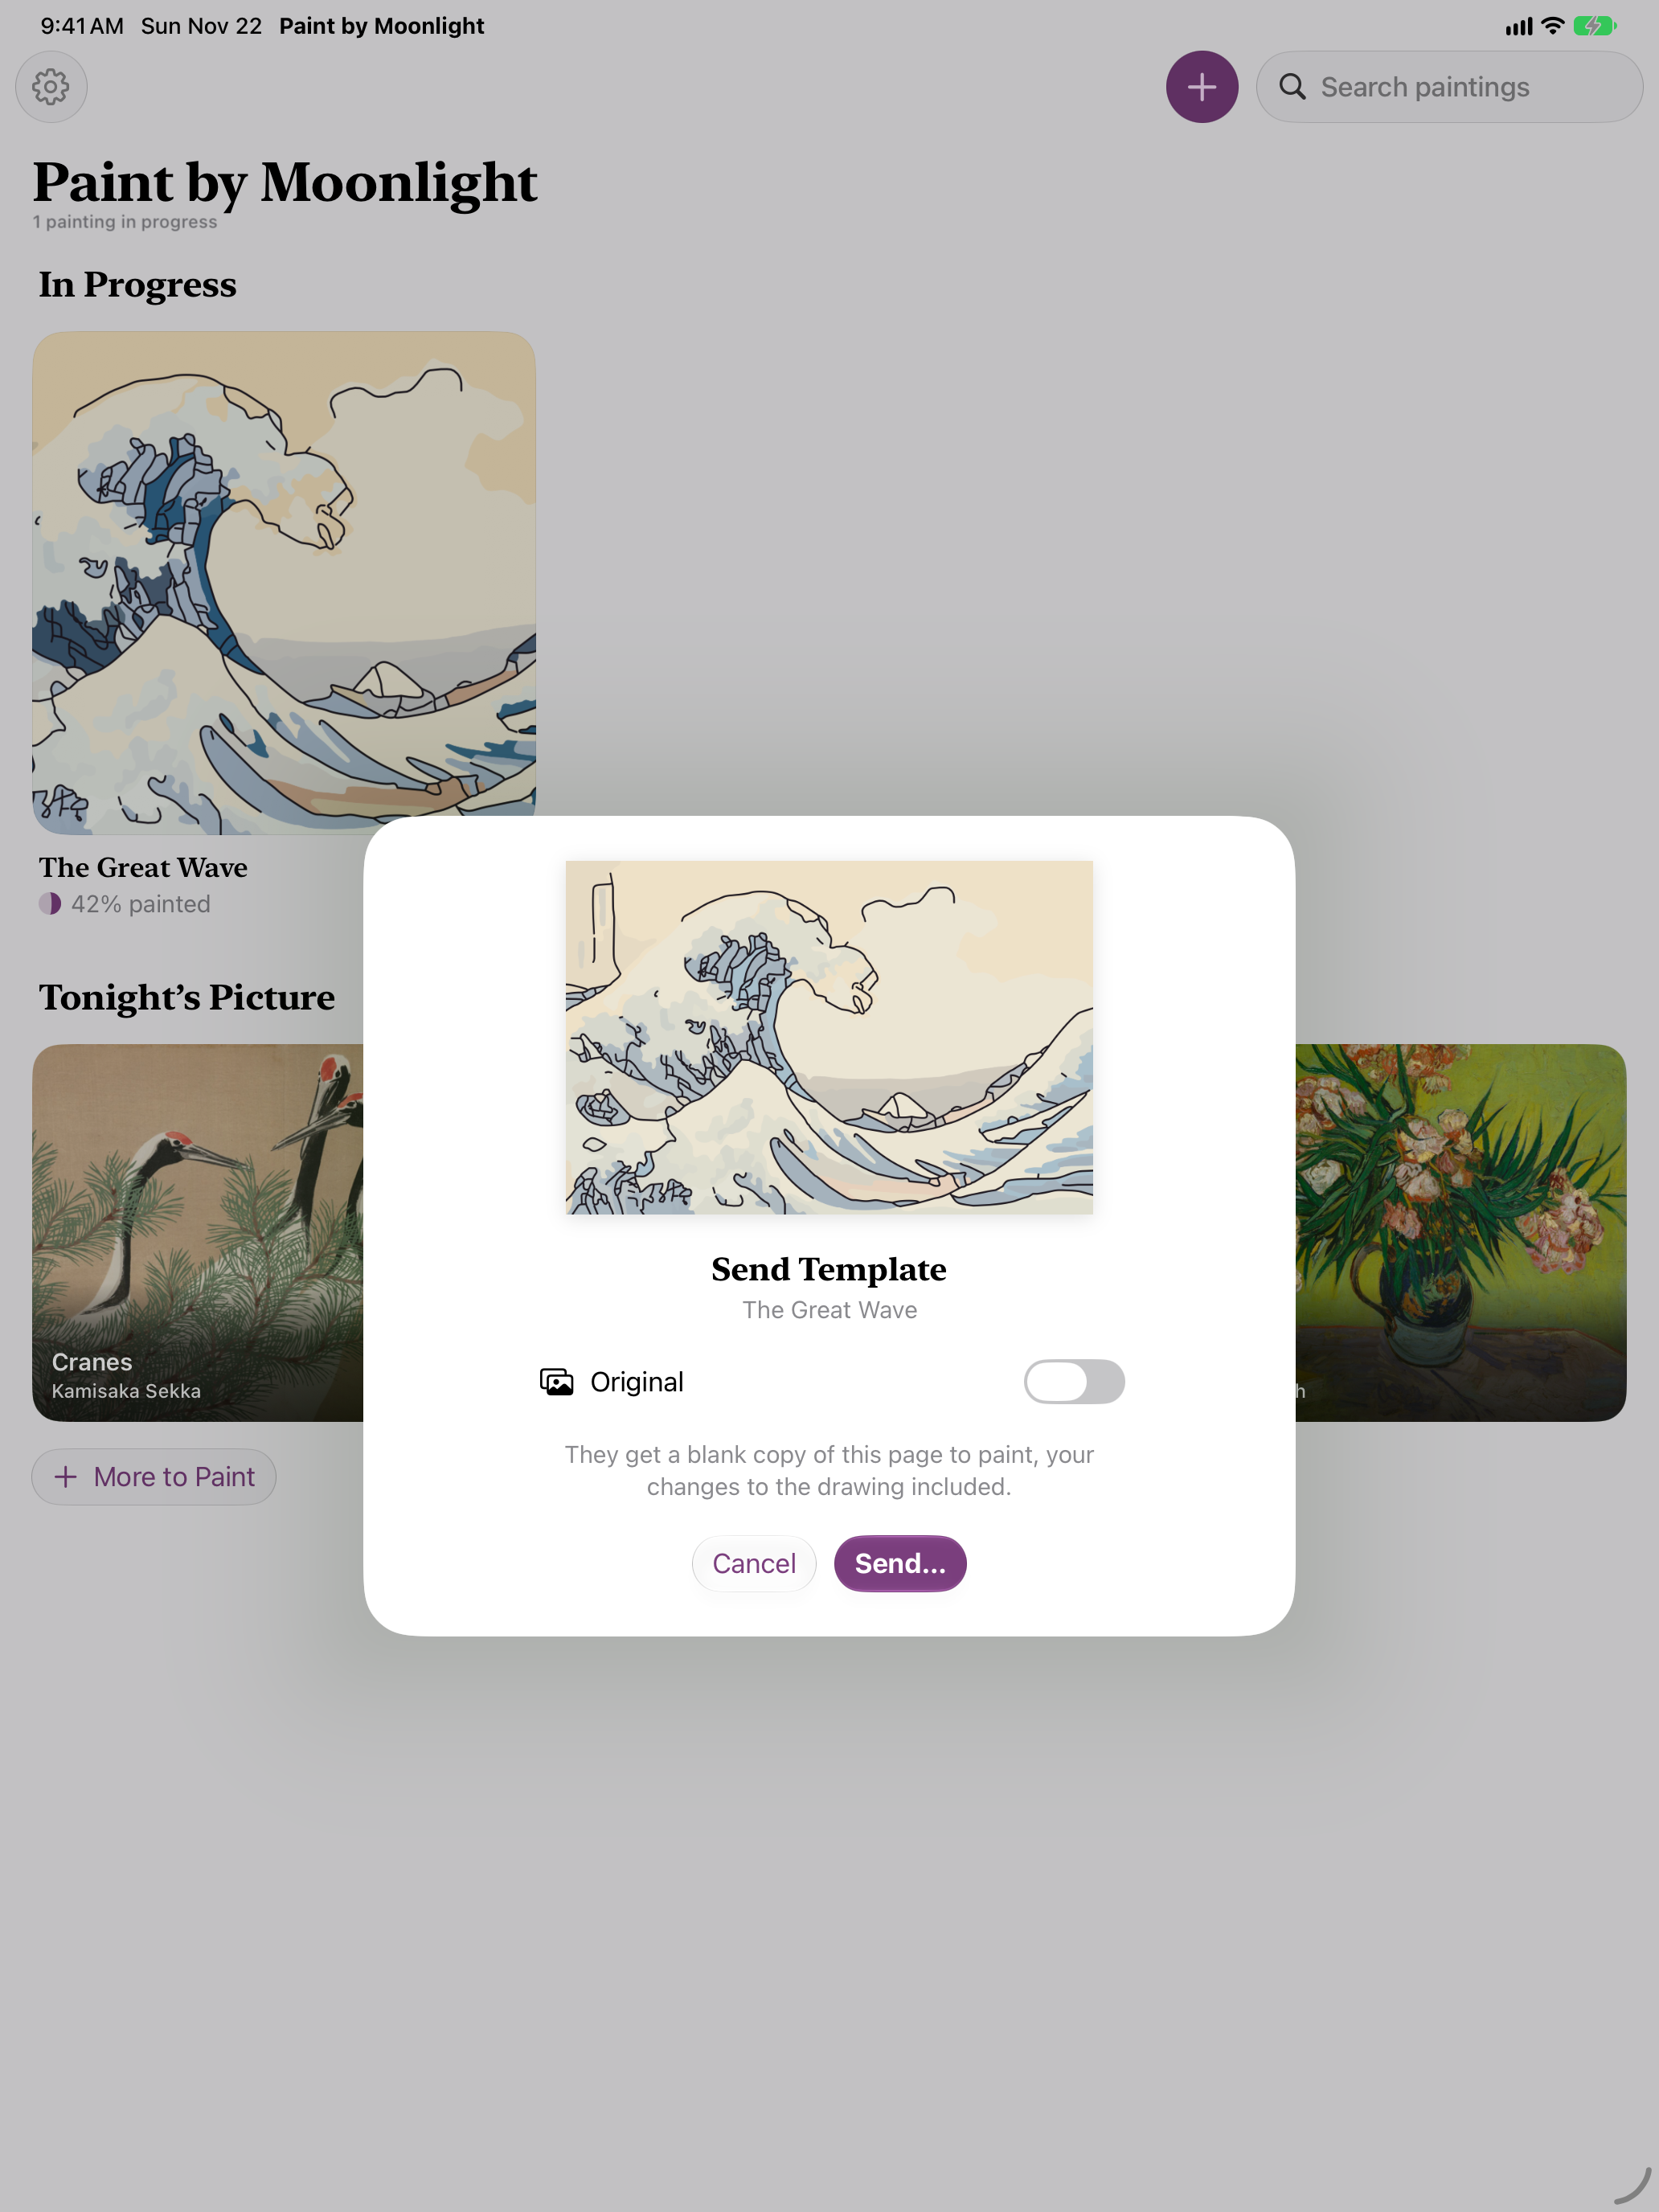 9:41 AM Sun Nov 22 Paint by Moonlight
Search paintings
Paint by Moonlight
1 painting in progress
In Progress
The Great Wave
42% painted
Tonight’s Picture
Cranes
Kamisaka Sekka
h
More to Paint
Send Template
The Great Wave
Original
They get a blank copy of this page to paint, your
changes to the drawing included.
Cancel
Send...